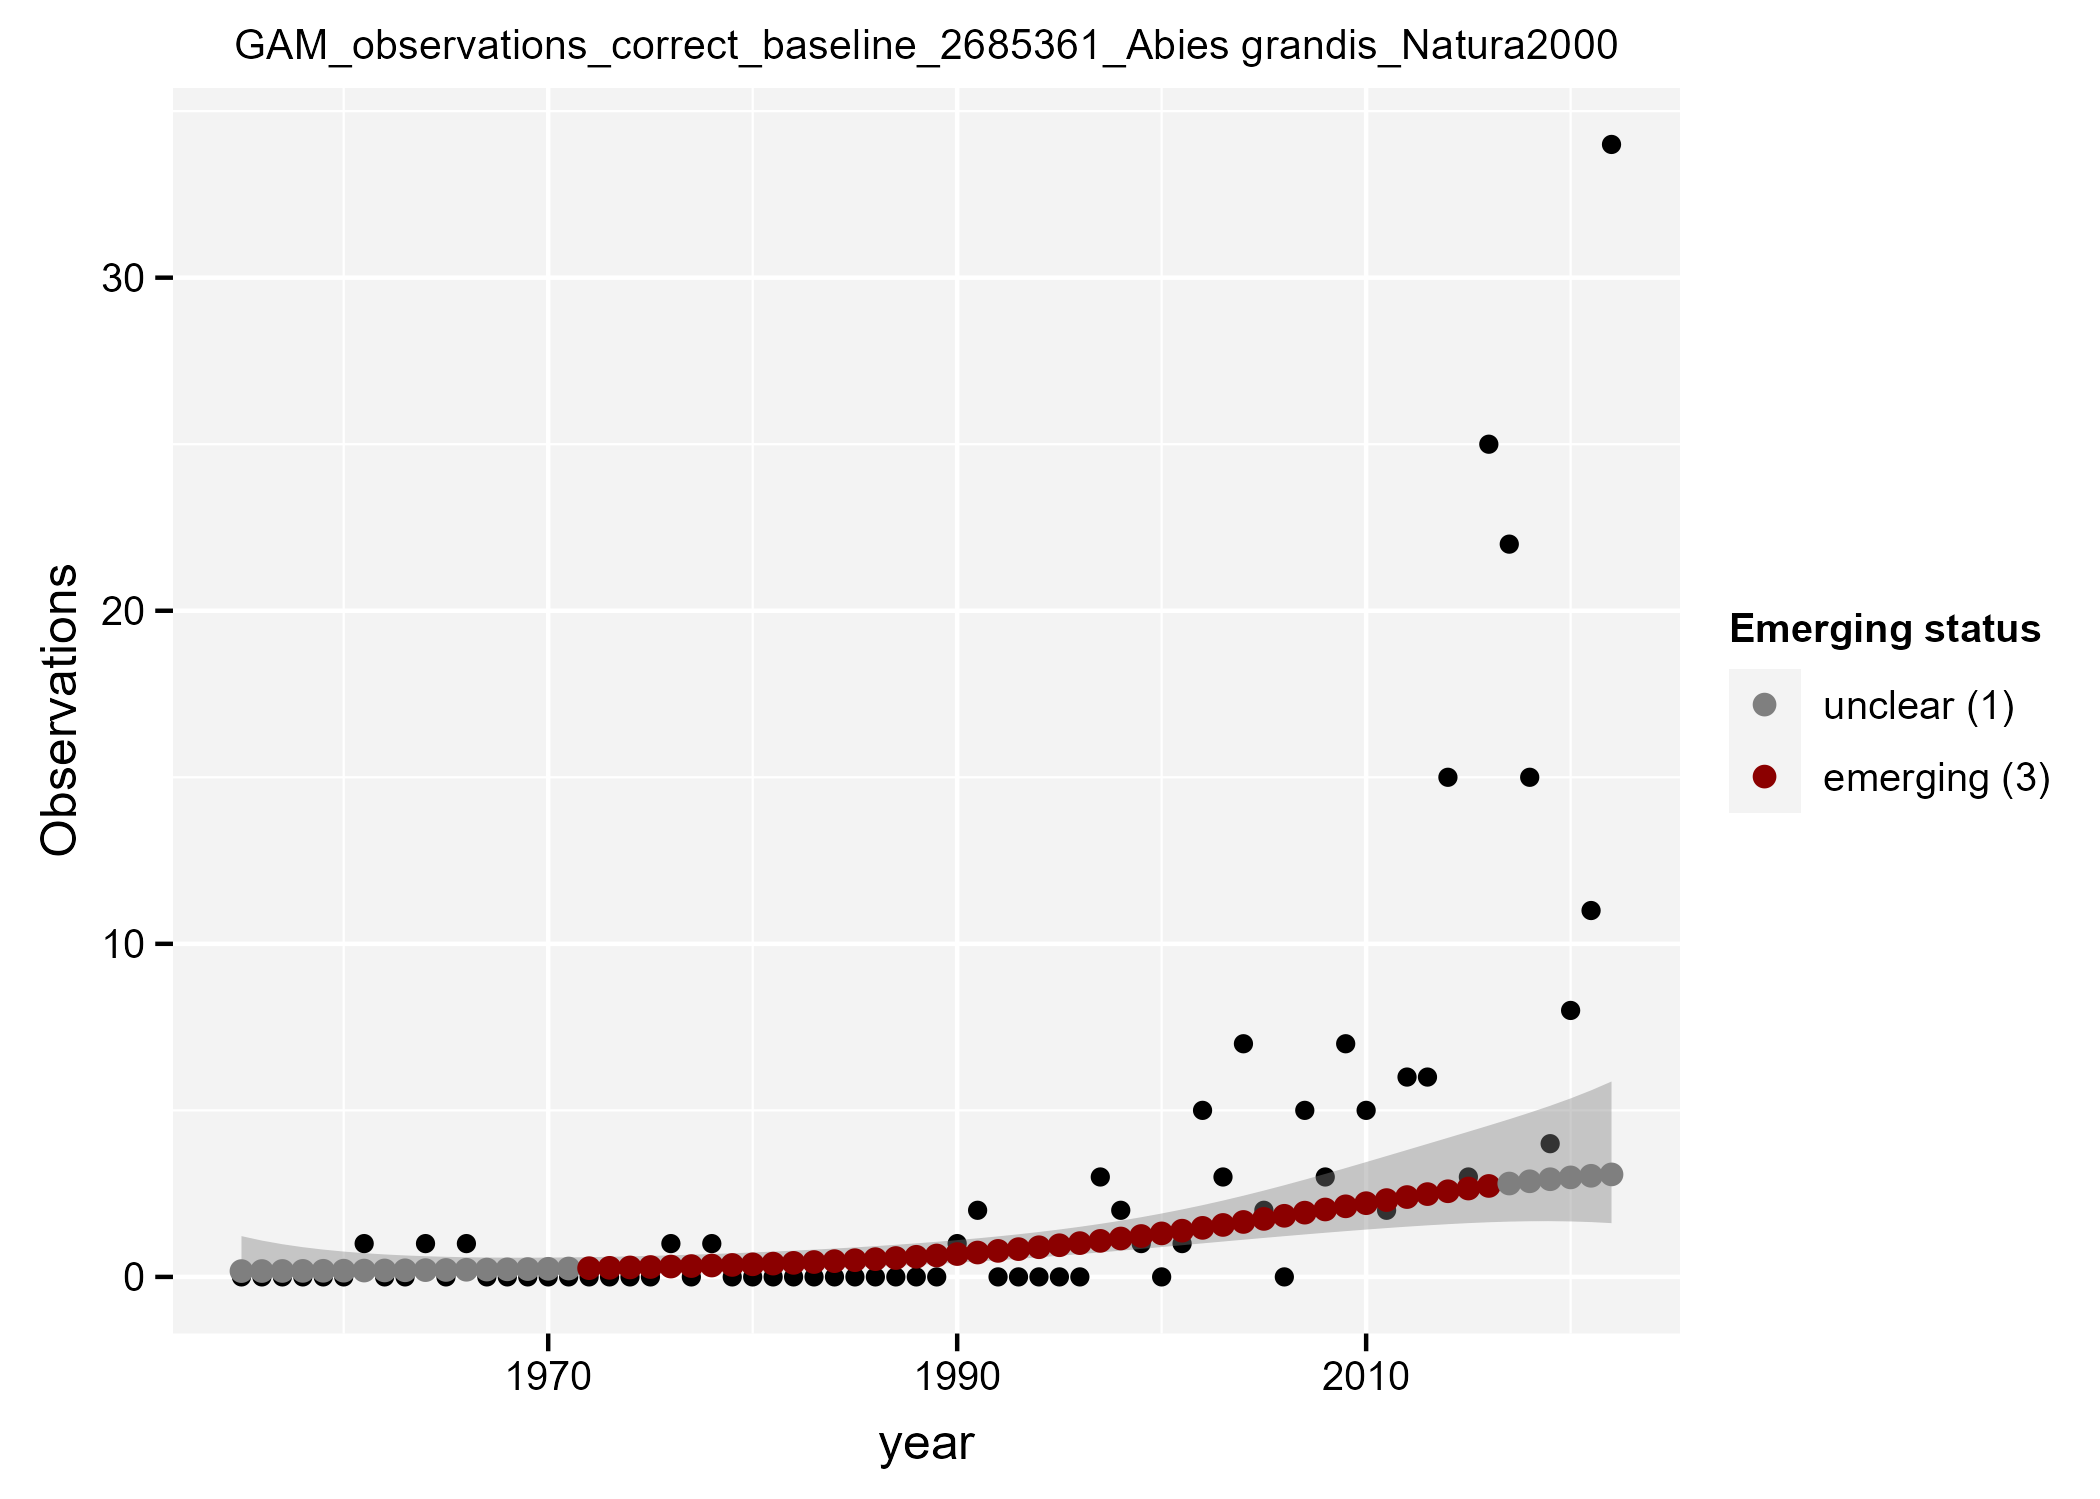 GAM_observations_correct_baseline_2685361_Abies grandis_Natura2000
30
20
10
0
Observations
1970
1990
2010
year
Emerging status
unclear (1)
emerging (3)